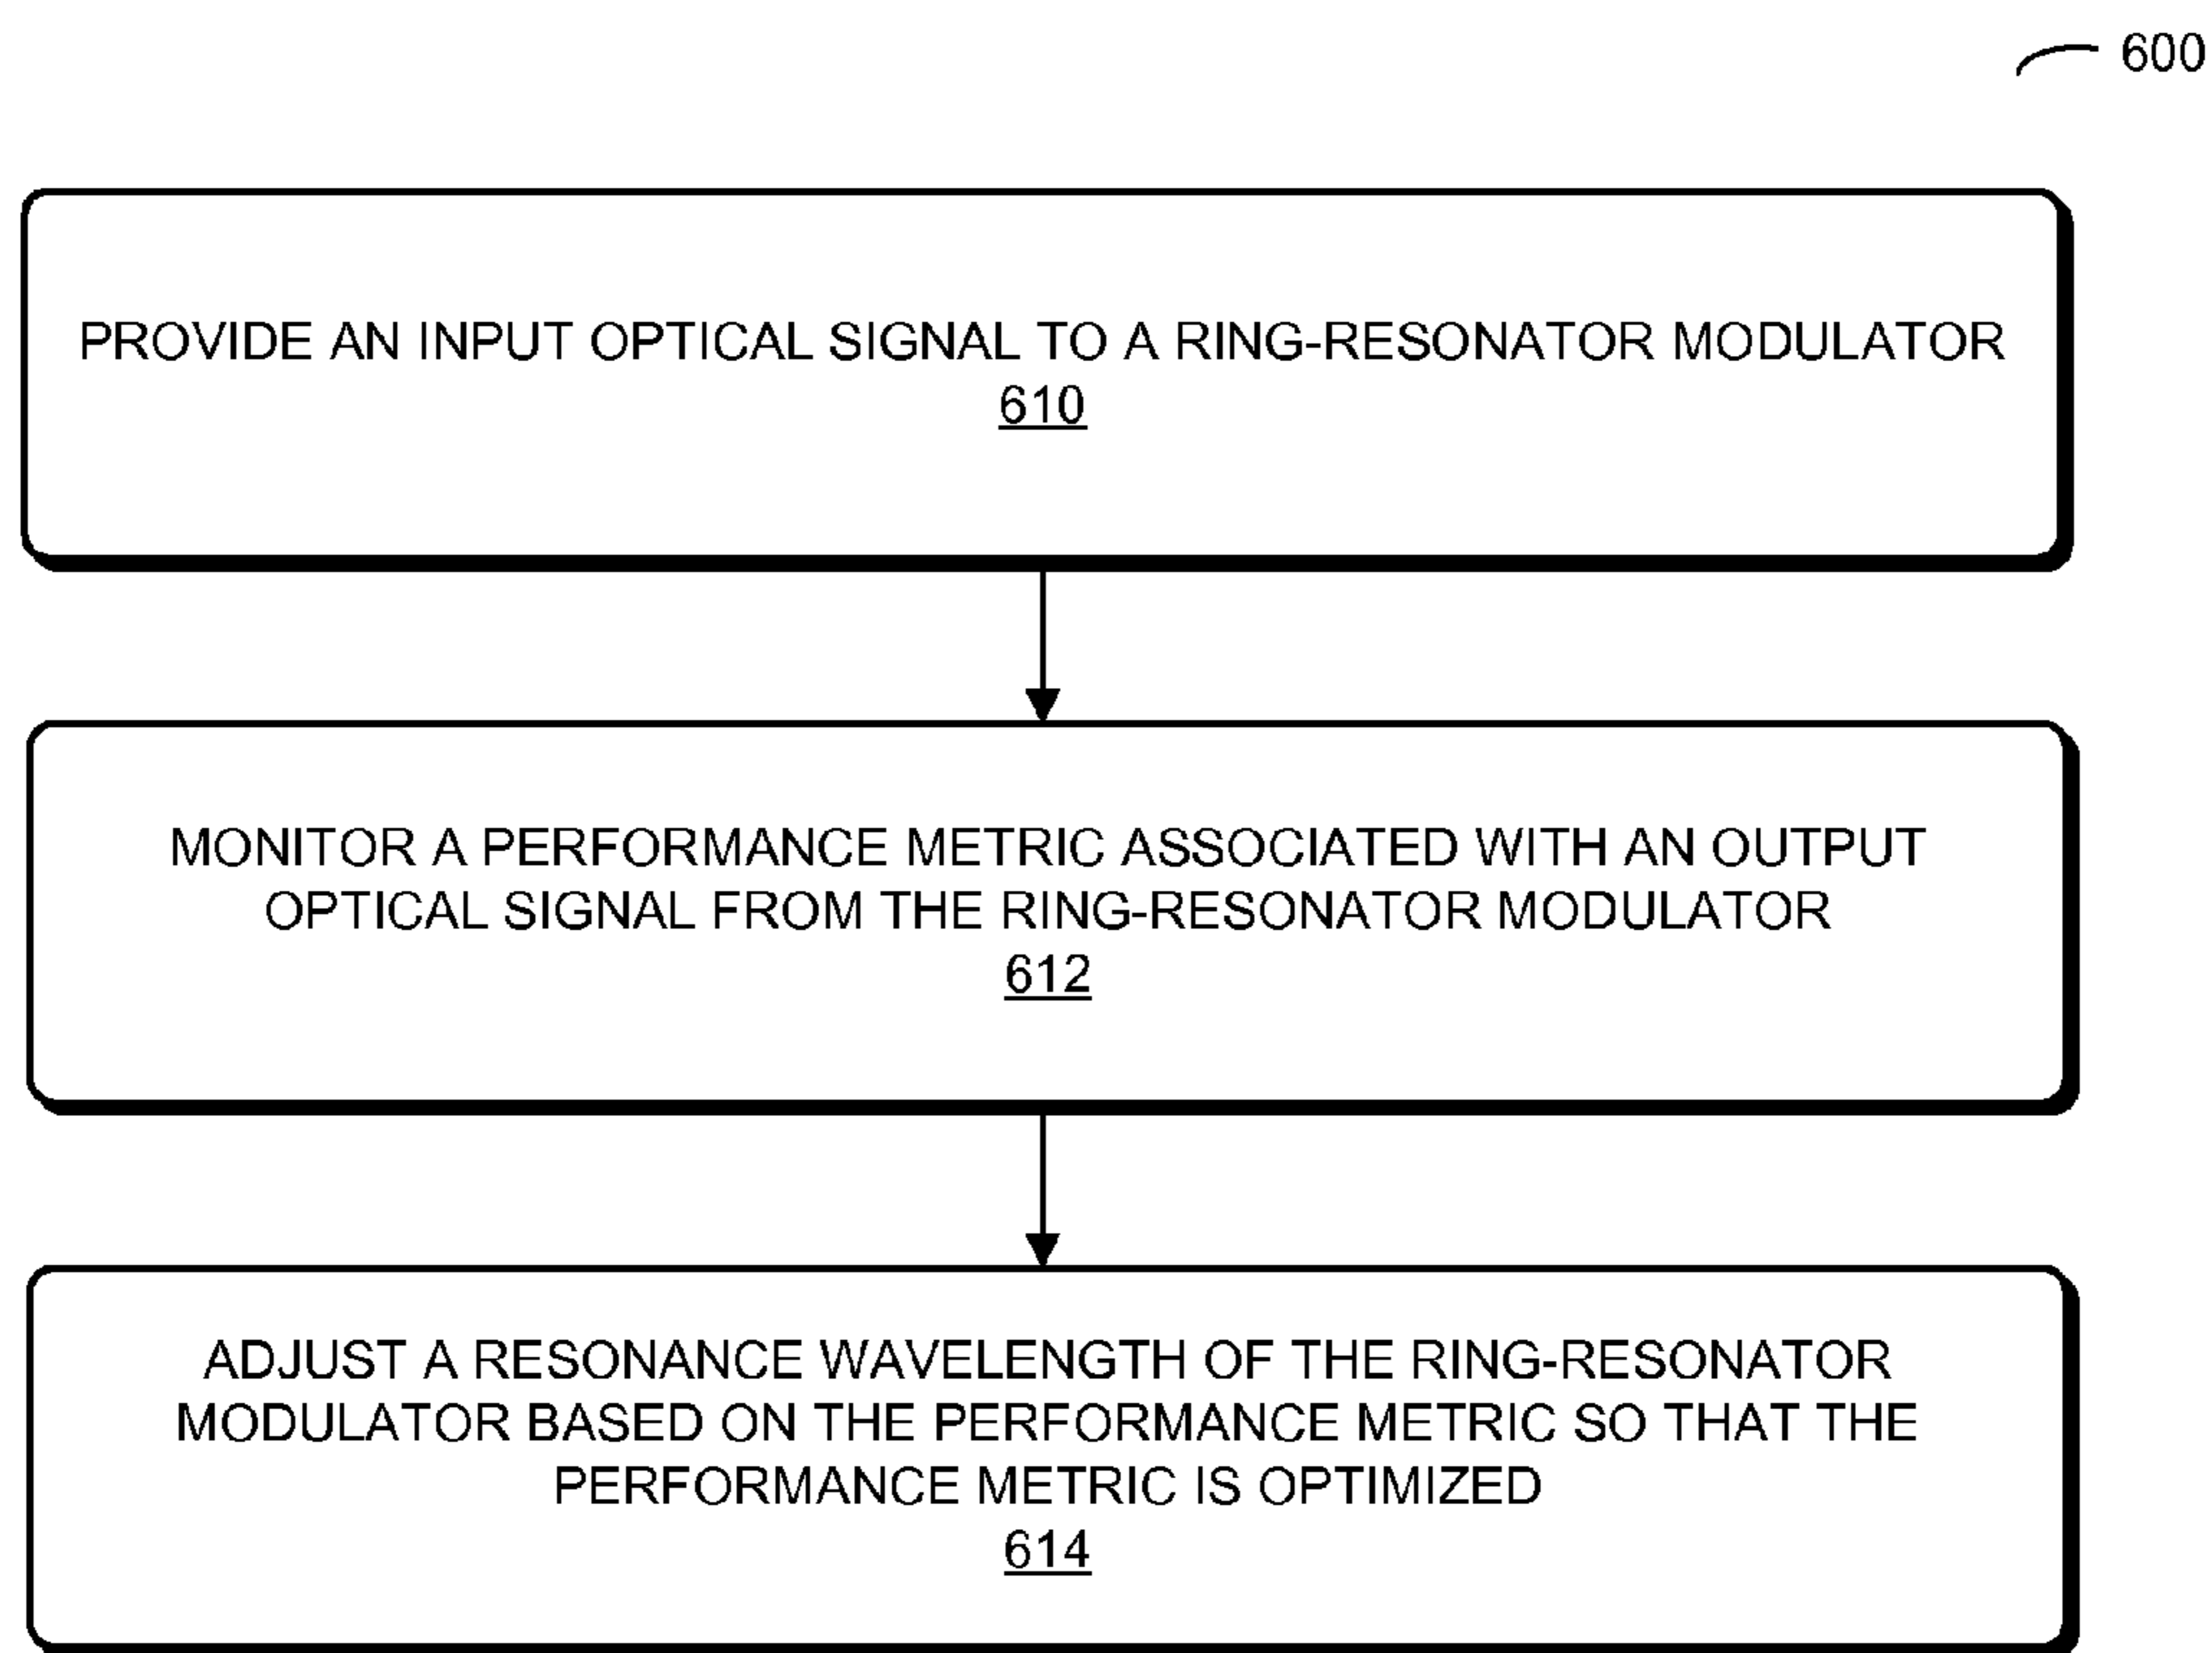 600
PROVIDE AN INPUT OPTICAL SIGNAL TO A RING-RESONATOR MODULATOR
610
MONITOR A PERFORMANCE METRIC ASSOCIATED WITH AN OUTPUT
OPTICAL SIGNAL FROM THE RING-RESONATOR MODULATOR
612
ADJUST A RESONANCE WAVELENGTH OF THE RING-RESONATOR
MODULATOR BASED ON THE PERFORMANCE METRIC SO THAT THE
PERFORMANCE METRIC IS OPTIMIZED
614